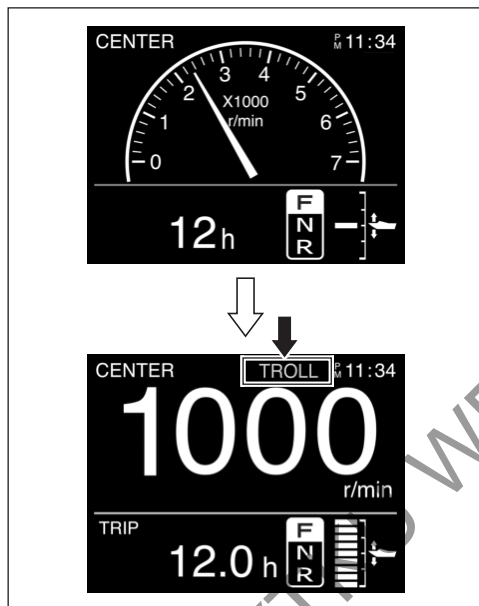 CENTER PM 11:34
0 1 2 3 4 5 6 7
X1000
r/min
12h
F
N
R
CENTER TROLL PM 11:34
1000
r/min
TRIP
12.0 h
F
N
R